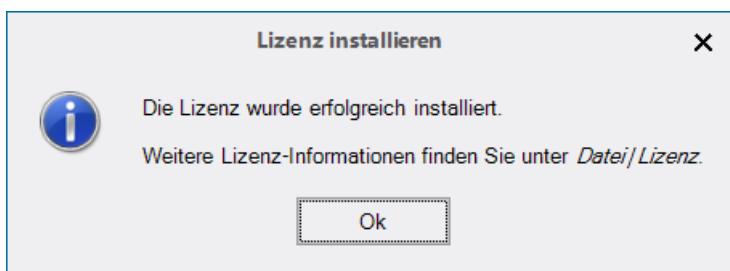 Lizenz installieren
Die Lizenz wurde erfolgreich installiert.
Weitere Lizenz-Informationen finden Sie unter Datei|Lizenz.
Ok